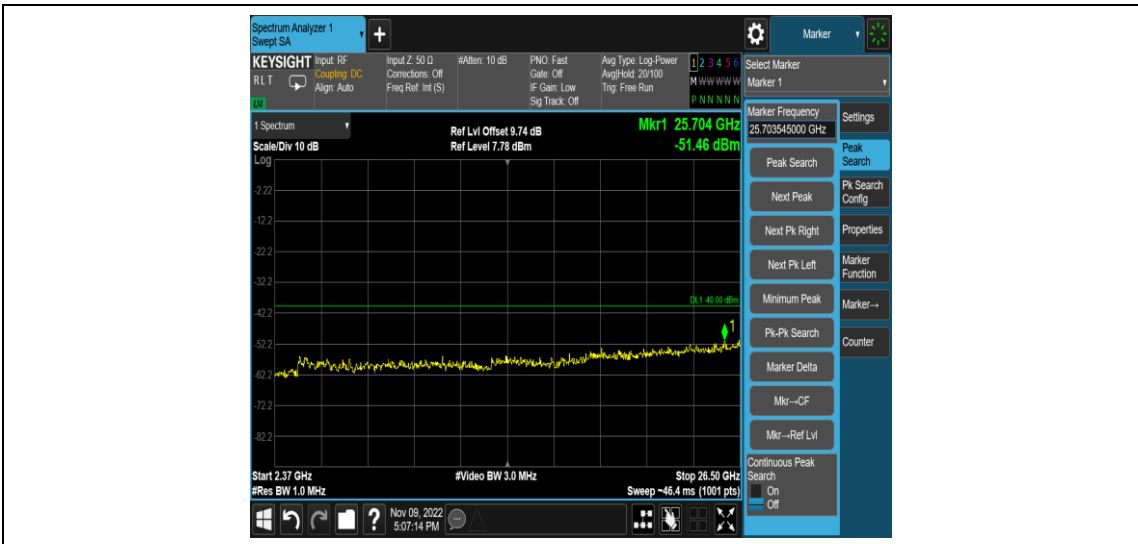 Spectrum Analyzer 1
Swept SA
+
Marker
KEYSIGHT
RLT
LXI
Input: RF
Coupling: DC
Align: Auto
Input Z: 50 Ω
Corrections: Off
Freq Ref: Int (S)
#Atten: 10 dB
PNO: Fast
Gate: Off
IF Gain: Low
Sig Track: Off
Avg Type: Log-Power
Avg|Hold: 20/100
Trig: Free Run
1 2 3 4 5 6
M W W W W W
P N N N N N
Select Marker
Marker 1
1 Spectrum
Scale/Div 10 dB
Log
Ref Lvl Offset 9.74 dB
Ref Level 7.78 dBm
Mkr1 25.704 GHz
-51.46 dBm
-2.22
-12.2
-22.2
-32.2
-42.2
-52.2
-62.2
-72.2
-82.2
DL1 -40.00 dBm
1
Start 2.37 GHz
#Res BW 1.0 MHz
#Video BW 3.0 MHz
Stop 26.50 GHz
Sweep ~46.4 ms (1001 pts)
Marker Frequency
25.703545000 GHz
Peak Search
Next Peak
Next Pk Right
Next Pk Left
Minimum Peak
Pk-Pk Search
Marker Delta
Mkr→CF
Mkr→Ref Lvl
Continuous Peak
Search
On
Off
Settings
Peak
Search
Pk Search
Config
Properties
Marker
Function
Marker→
Counter
?
Nov 09, 2022
5:07:14 PM